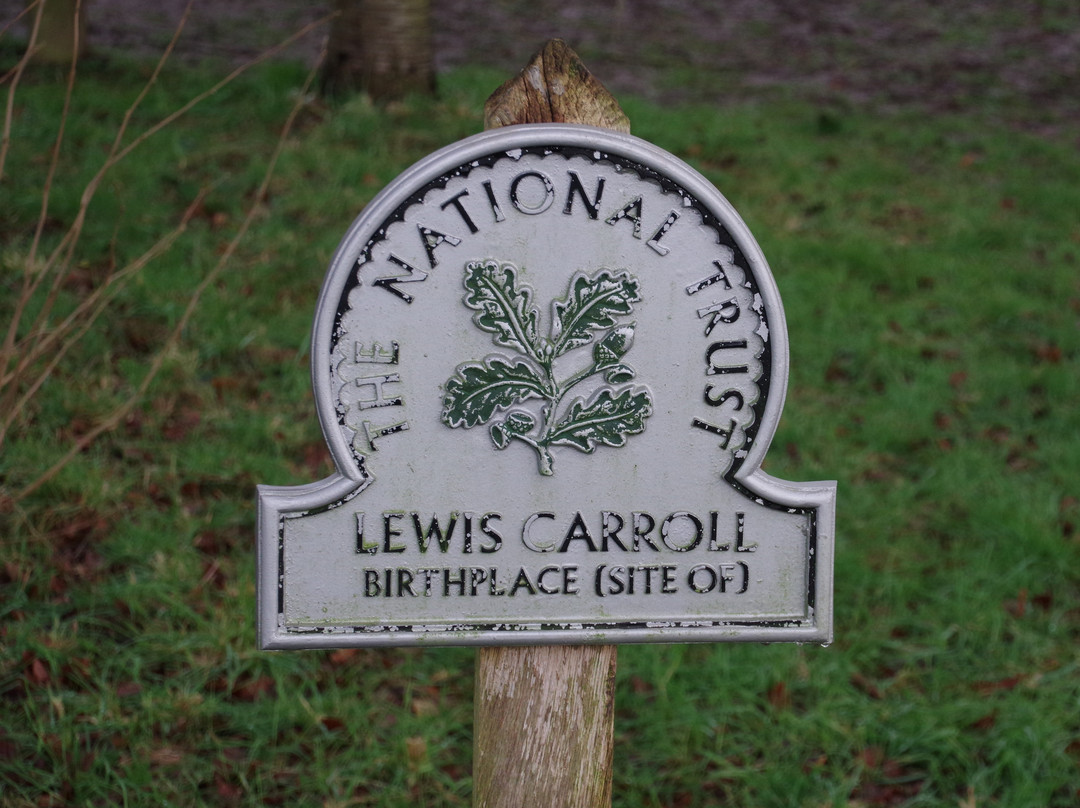 THE NATIONAL TRUST
LEWIS CARROLL
BIRTHPLACE (SITE OF)